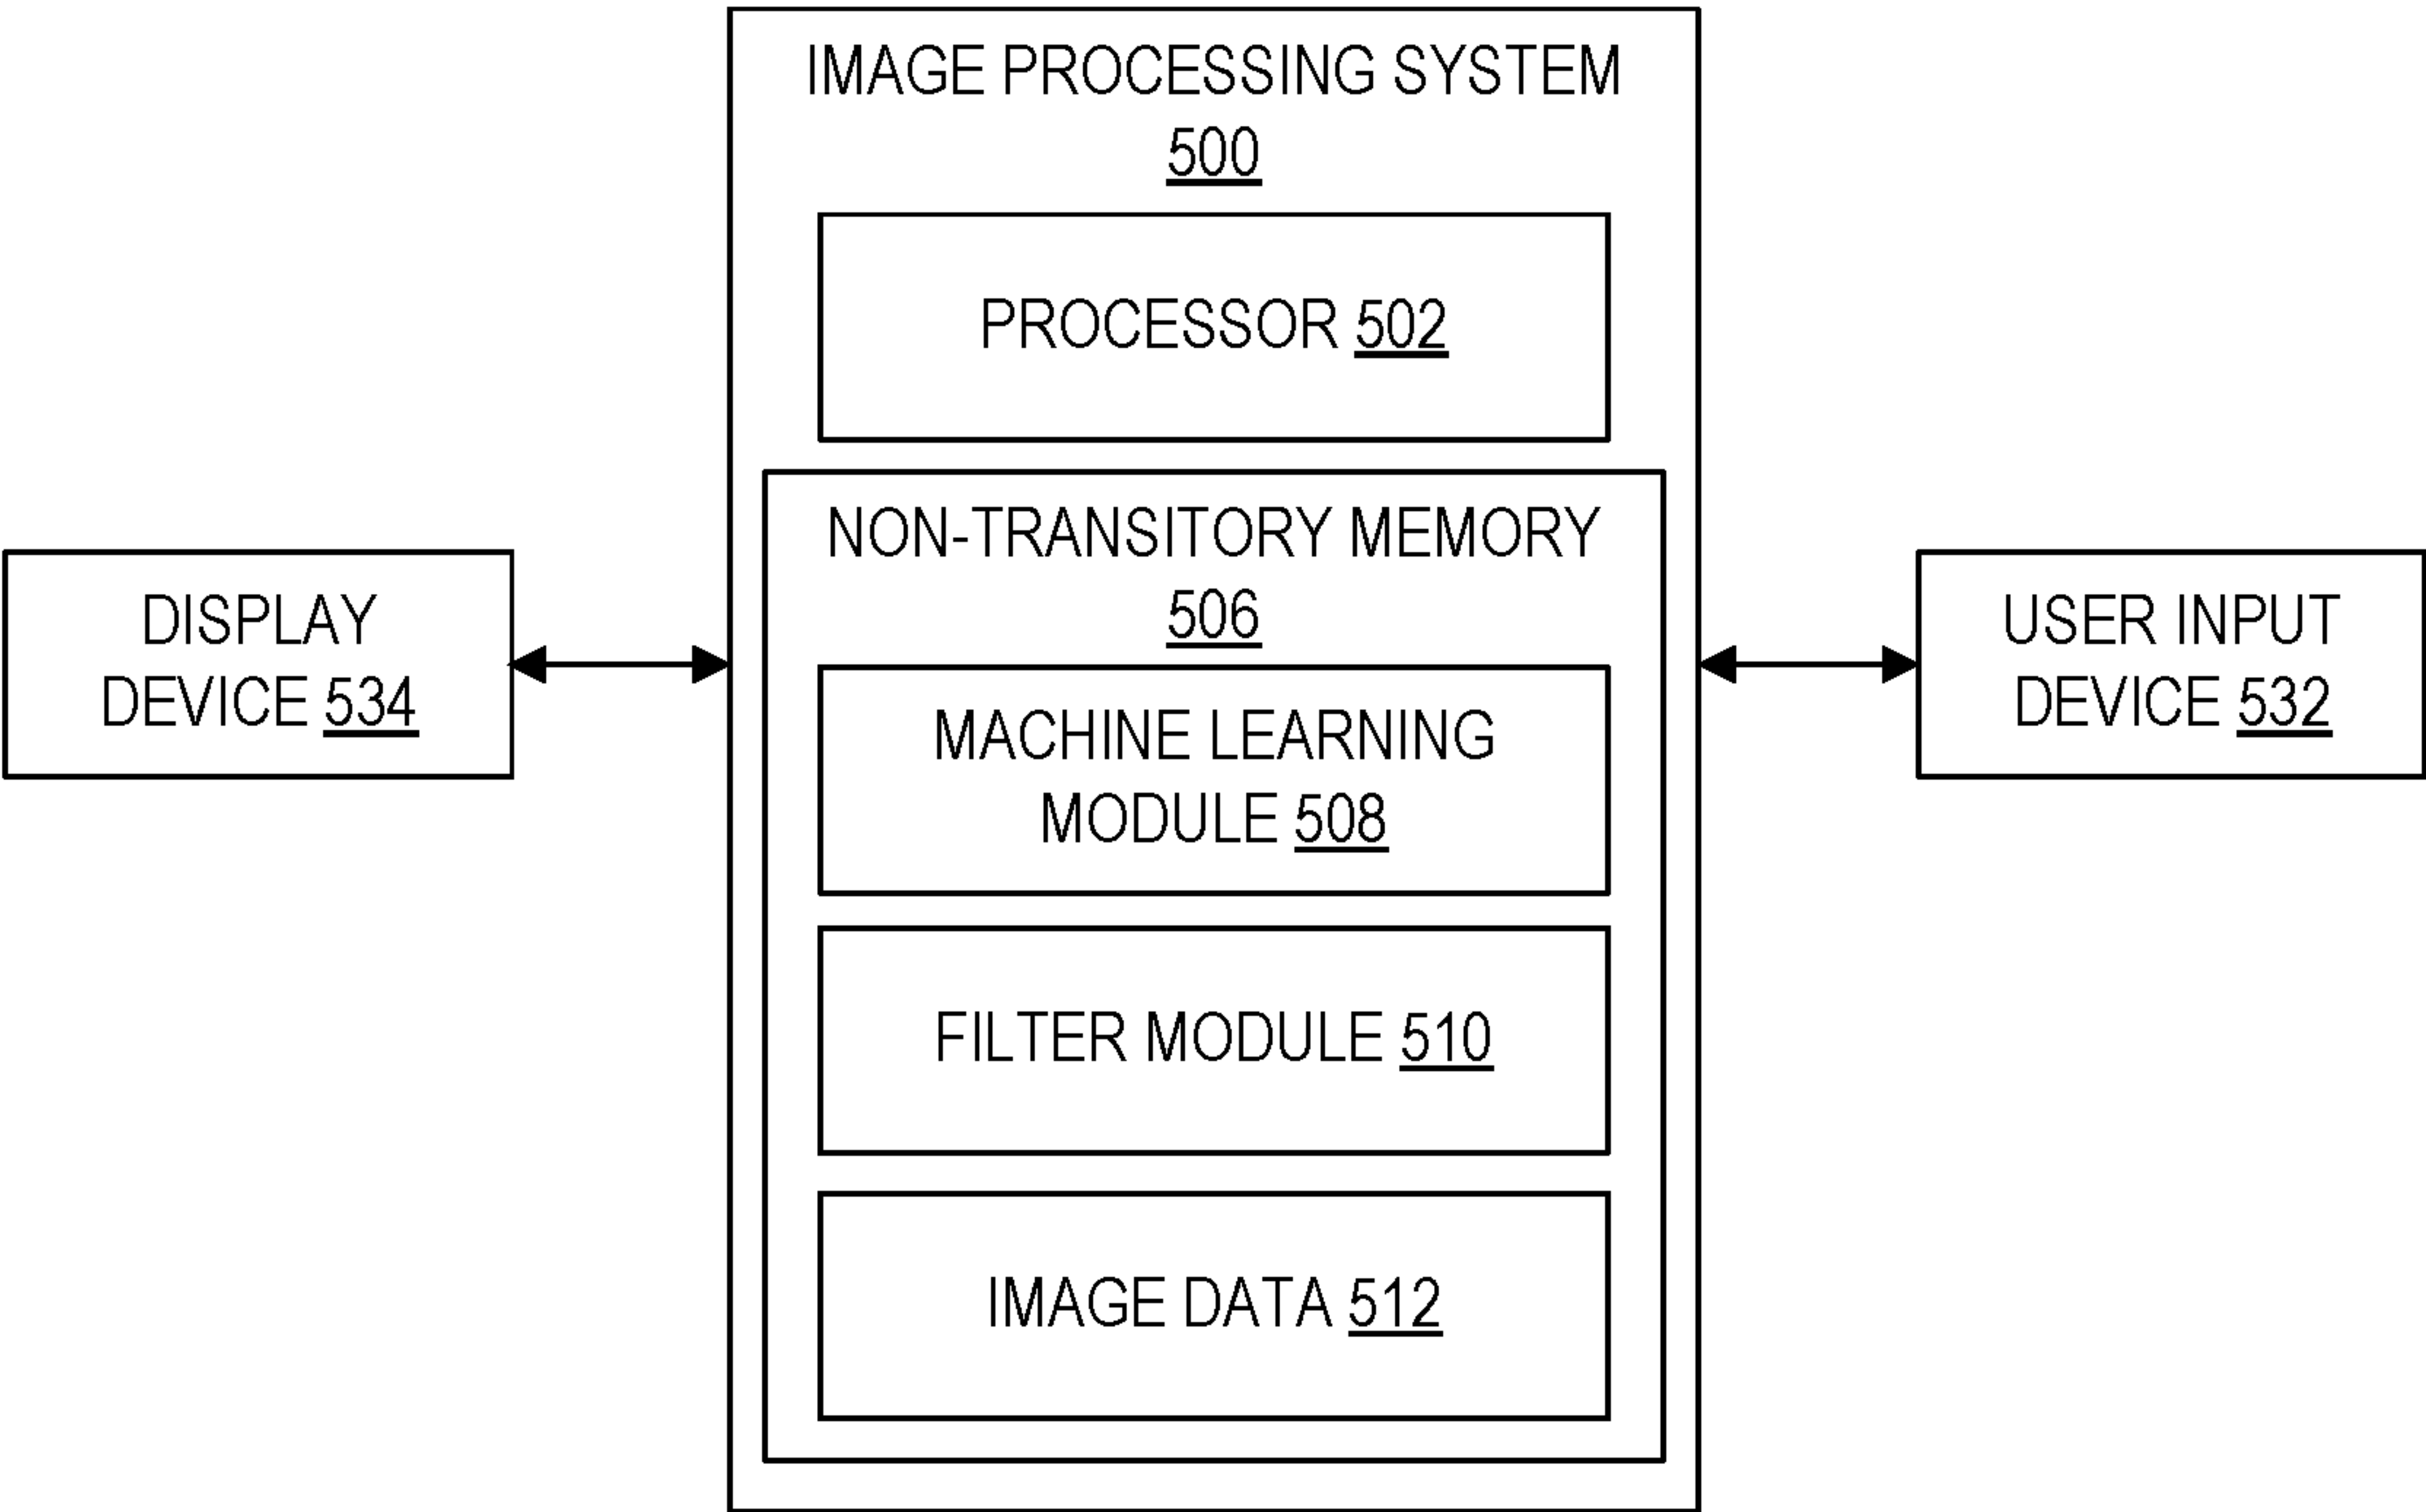 IMAGE PROCESSING SYSTEM
500
PROCESSOR 502
NON-TRANSITORY MEMORY
506
MACHINE LEARNING
MODULE 508
FILTER MODULE 510
IMAGE DATA 512
DISPLAY
DEVICE 534
USER INPUT
DEVICE 532